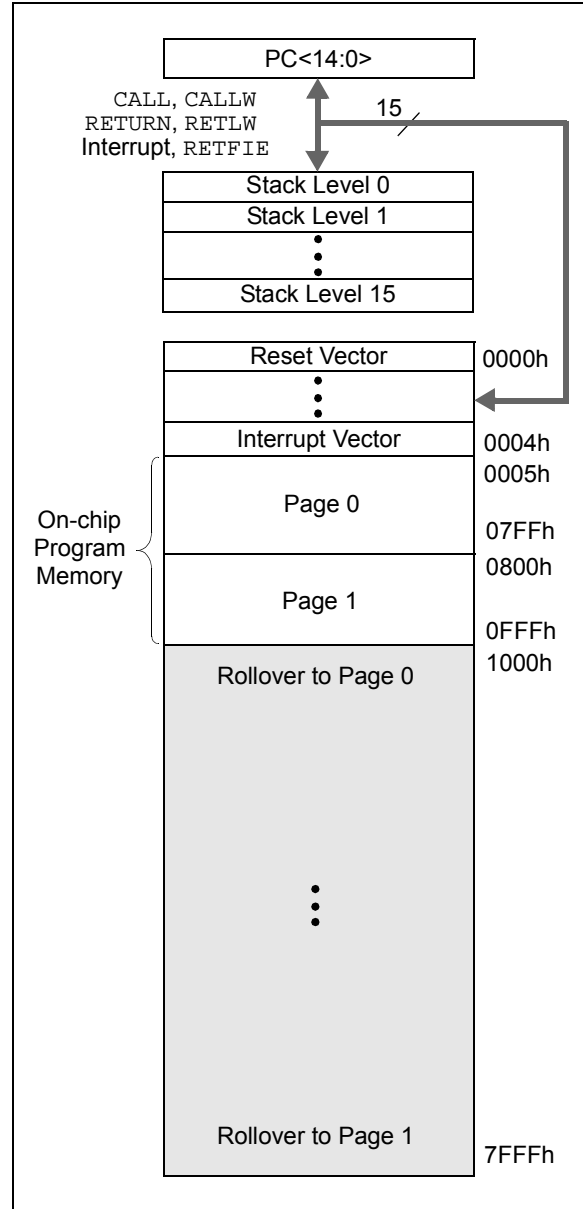 PC<14:0>
CALL, CALLW
RETURN, RETLW
Interrupt, RETFIE
15
Stack Level 0
Stack Level 1
Stack Level 15
Reset Vector
0000h
Interrupt Vector
0004h
0005h
On-chip
Program
Memory
Page 0
07FFh
0800h
Page 1
0FFFh
1000h
Rollover to Page 0
Rollover to Page 1
7FFFh